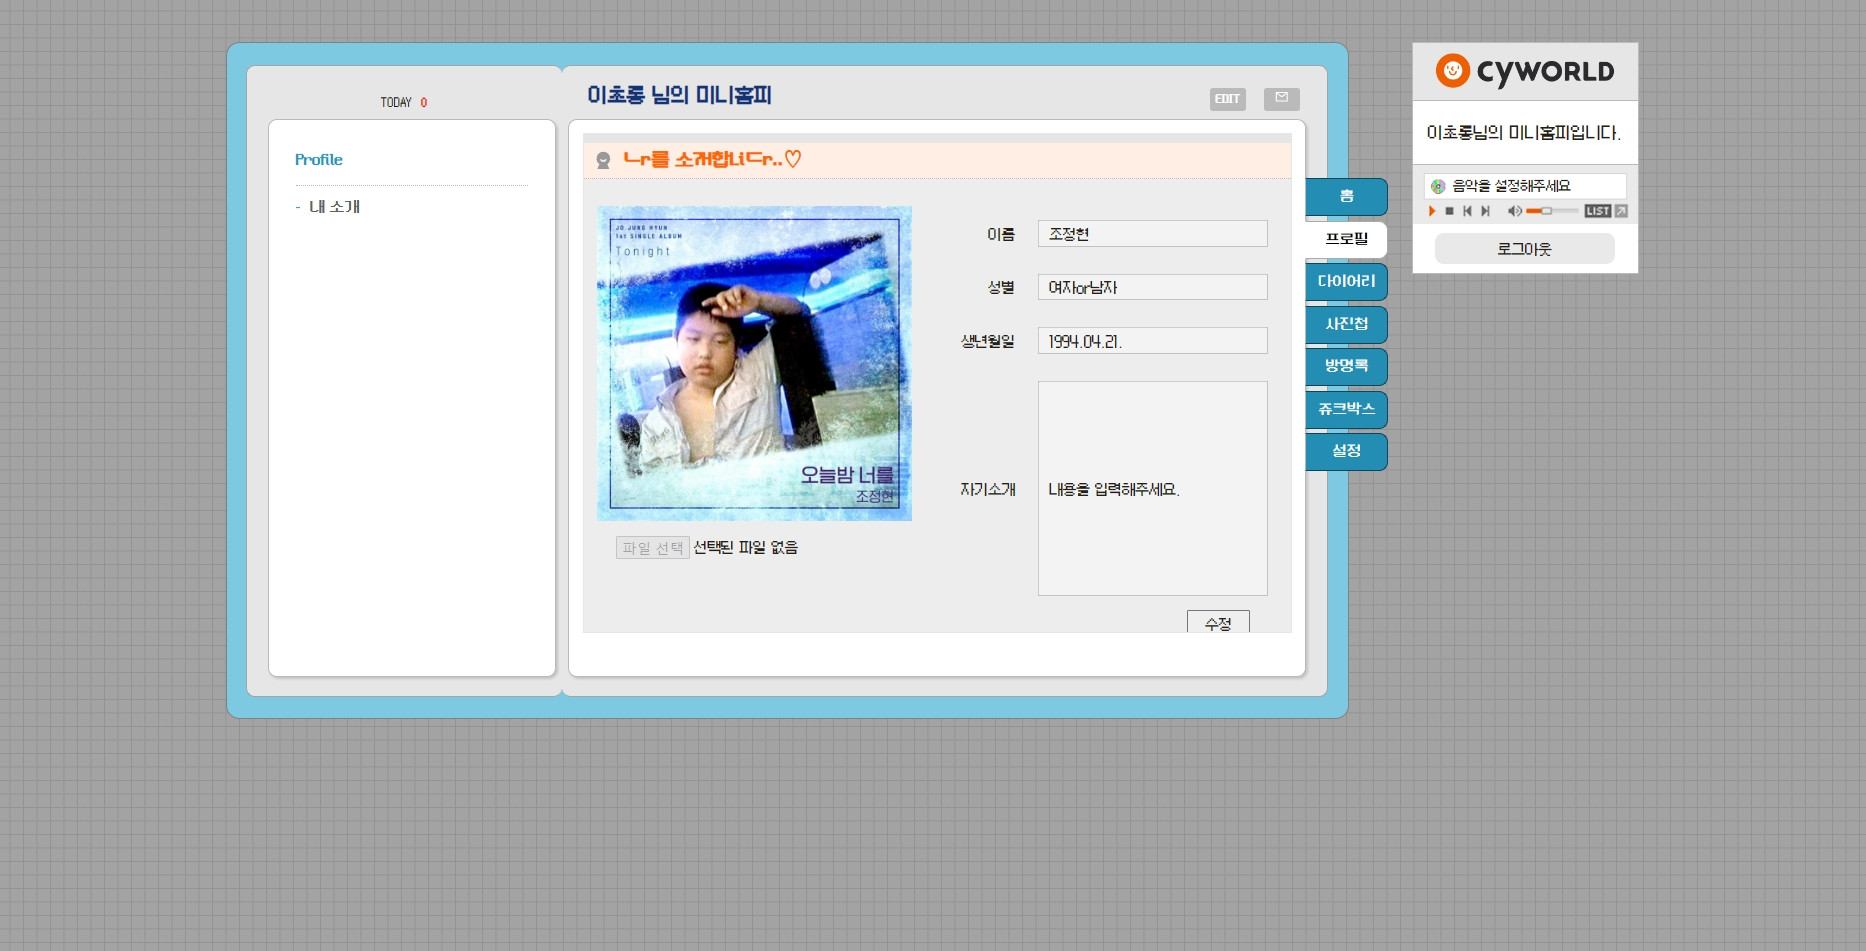 TODAY 0
이초롱 님의 미니홈피
EDIT
Profile
- 내 소개
ㄴr를 소개합Liㄷr..♡
JO JUNG HYUN
1st SINGLE ALBUM
Tonight
오늘밤 너를
조정현
파일 선택 선택된 파일 없음
이름 조정현
성별 여자or남자
생년월일 1994.04.21.
자기소개 내용을 입력해주세요.
수정
홈
프로필
다이어리
사진첩
방명록
쥬크박스
설정
CYWORLD
이초롱님의 미니홈피입니다.
음악을 설정해주세요
LIST
로그아웃